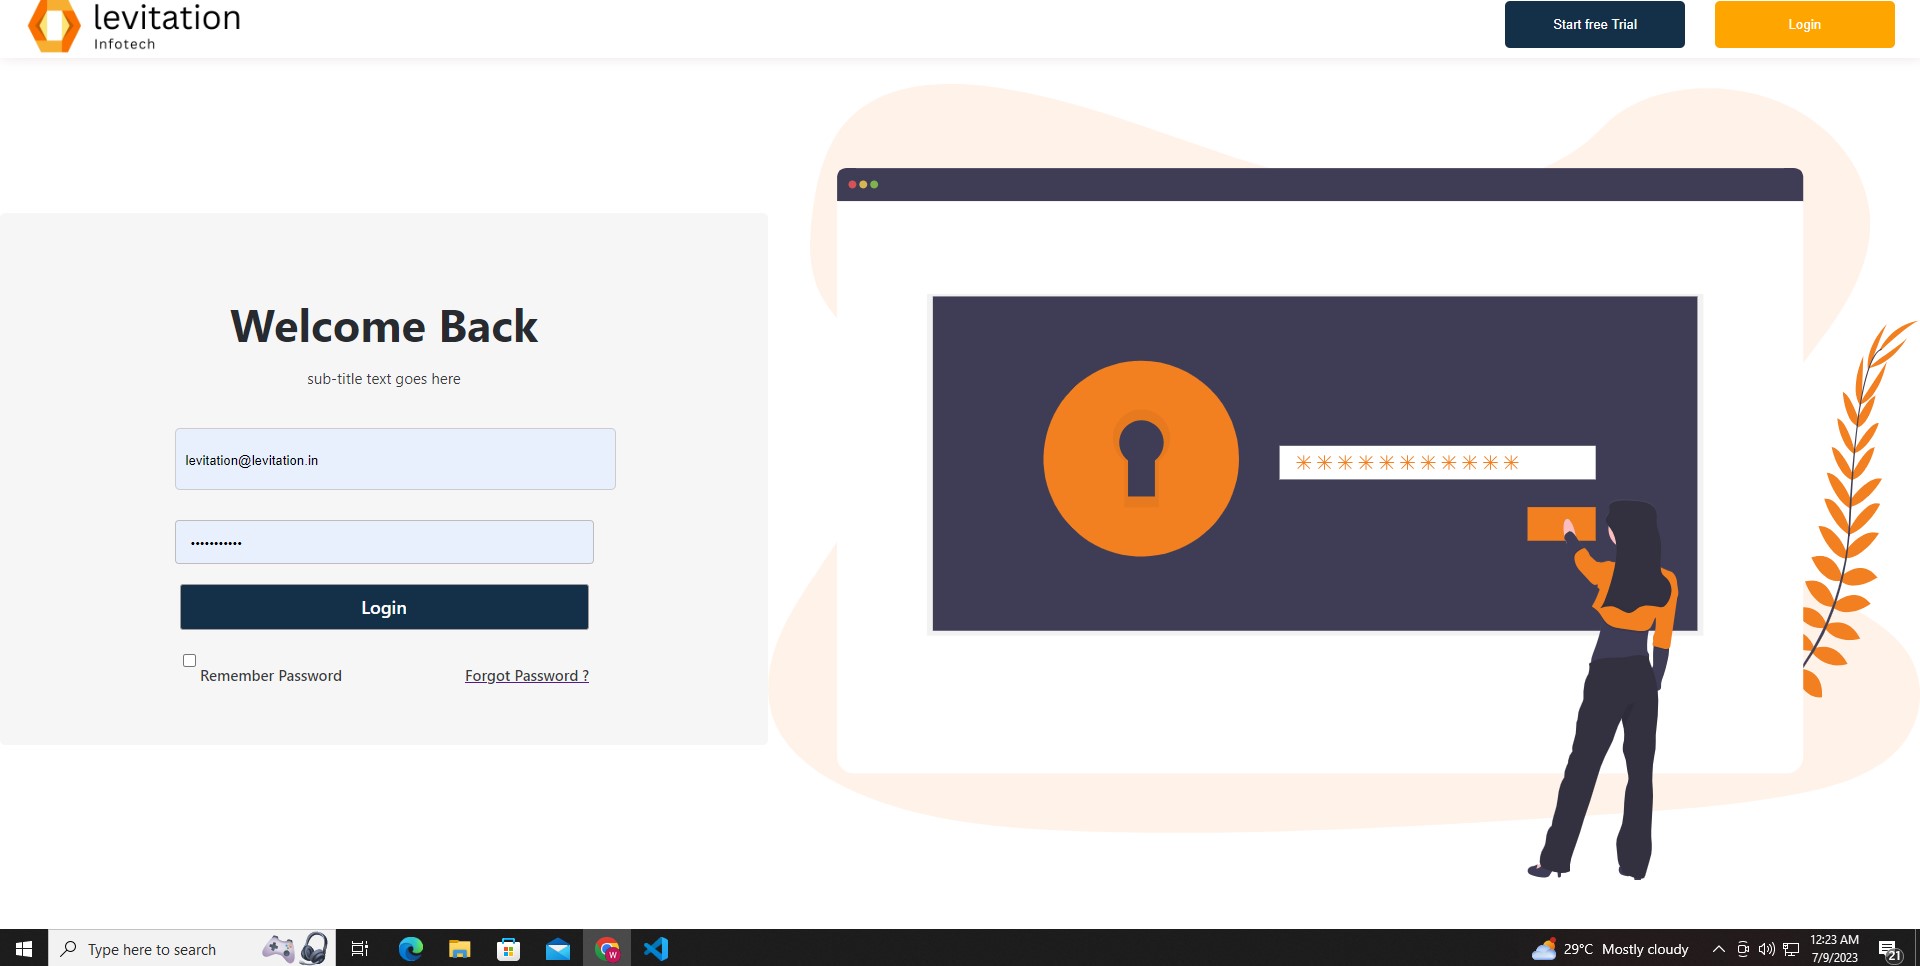 levitation
Infotech
Start free Trial
Login
Welcome Back
sub-title text goes here
levitation@levitation.in
•••••••••••
Login
Remember Password
Forgot Password ?
✳✳✳✳✳✳✳✳✳✳✳
Type here to search
W
29°C Mostly cloudy
12:23 AM
7/9/2023
21